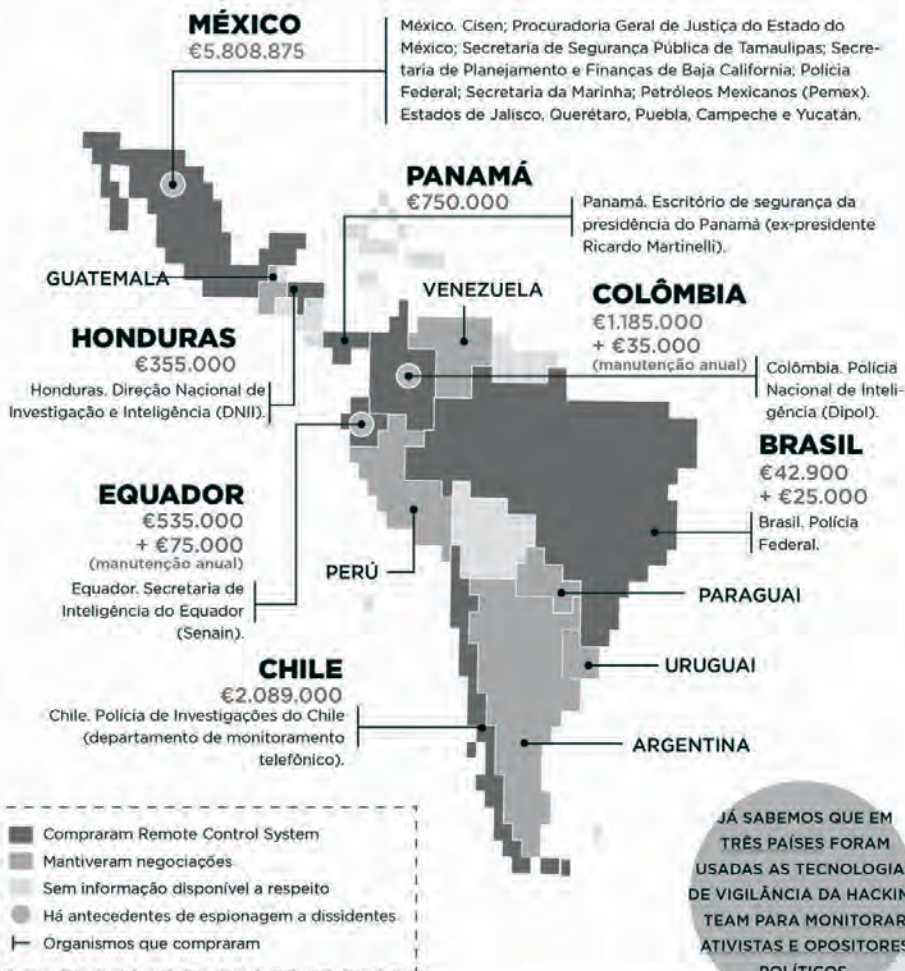 MÉXICO
€5.808.875
México. Cisen; Procuradoria Geral de Justiça do Estado do
México; Secretaria de Segurança Pública de Tamaulipas; Secre-
taria de Planejamento e Finanças de Baja California; Polícia
Federal; Secretaria da Marinha; Petróleos Mexicanos (Pemex).
Estados de Jalisco, Querétaro, Puebla, Campeche e Yucatán.
PANAMÁ
€750.000
Panamá. Escritório de segurança da
presidência do Panamá (ex-presidente
Ricardo Martinelli).
GUATEMALA
VENEZUELA
COLÔMBIA
€1.185.000
+ €35.000
(manutenção anual)
Colômbia. Polícia
Nacional de Inteli-
gência (Dipol).
HONDURAS
€355.000
Honduras. Direção Nacional de
Investigação e Inteligência (DNII).
BRASIL
€42.900
+ €25.000
Brasil. Polícia
Federal.
EQUADOR
€535.000
+ €75.000
(manutenção anual)
Equador. Secretaria de
Inteligência do Equador
(Senain).
PERÚ
PARAGUAI
URUGUAI
CHILE
€2.089.000
Chile. Polícia de Investigações do Chile
(departamento de monitoramento
telefônico).
ARGENTINA
Compraram Remote Control System
Mantiveram negociações
Sem informação disponível a respeito
Há antecedentes de espionagem a dissidentes
Organismos que compraram
JÁ SABEMOS QUE EM
TRÊS PAÍSES FORAM
USADAS AS TECNOLOGIA
DE VIGILÂNCIA DA HACKIN
TEAM PARA MONITORAR
ATIVISTAS E OPOSITORES
POLÍTICOS